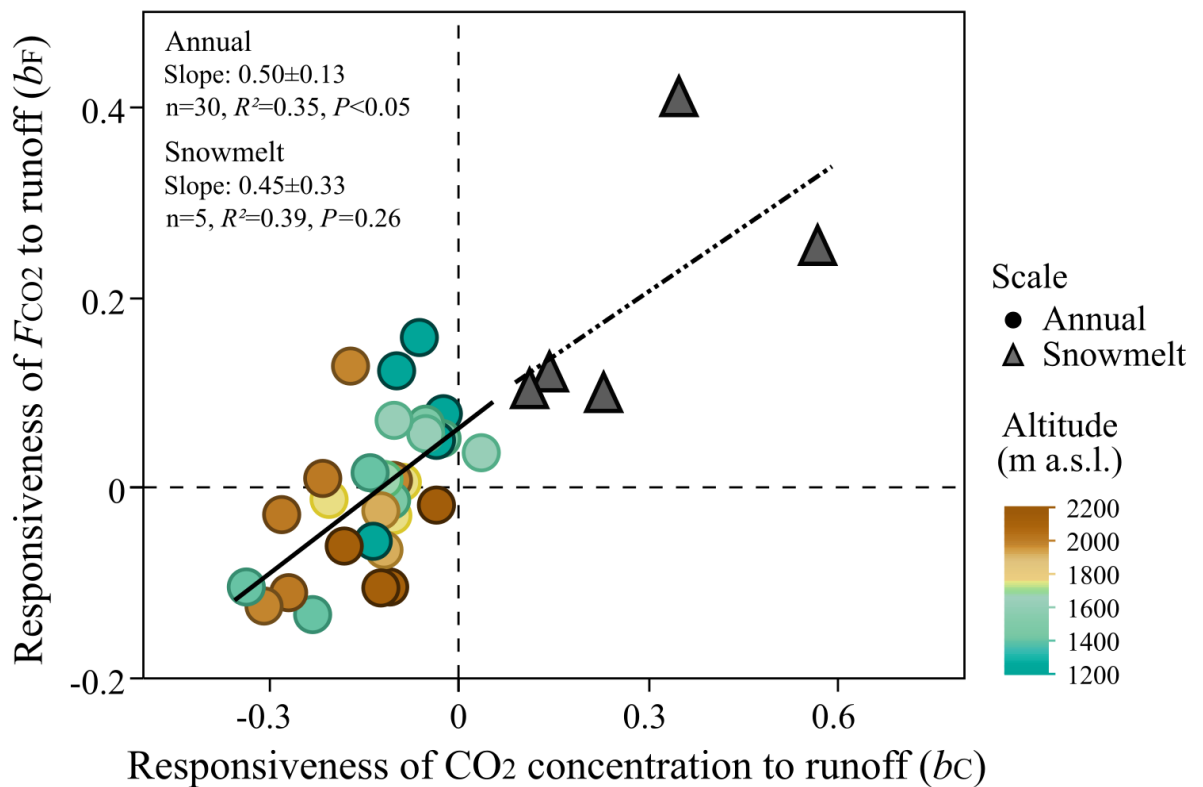 Annual
Slope: 0.50±0.13
n=30, R²=0.35, P<0.05
Snowmelt
Slope: 0.45±0.33
n=5, R²=0.39, P=0.26
Responsiveness of FCO2 to runoff (bF)
0.4
0.2
0
-0.2
-0.3
0
0.3
0.6
Responsiveness of CO2 concentration to runoff (bC)
Scale
Annual
Snowmelt
Altitude
(m a.s.l.)
2200
2000
1800
1600
1400
1200